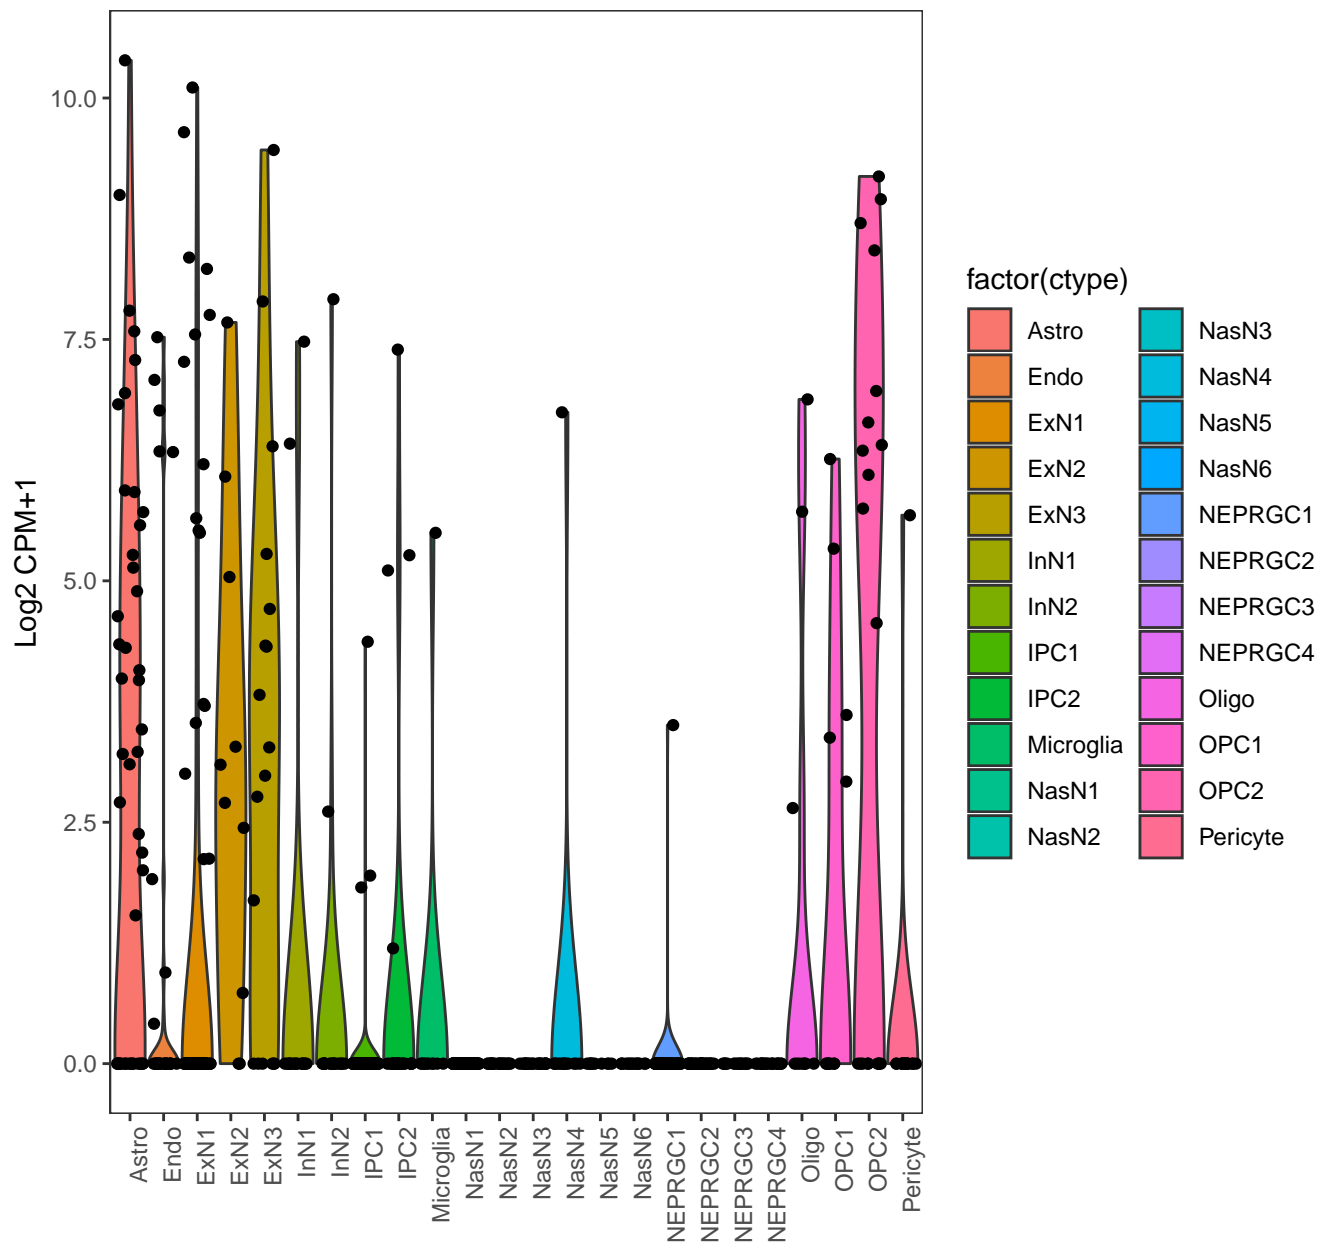 10.0
7.5
5.0
2.5
0.0
Log2 CPM+1
Astro
Endo
ExN1
ExN2
ExN3
InN1
InN2
IPC1
IPC2
Microglia
NasN1
NasN2
NasN3
NasN4
NasN5
NasN6
NEPRGC1
NEPRGC2
NEPRGC3
NEPRGC4
Oligo
OPC1
OPC2
Pericyte
factor(ctype)
Astro
Endo
ExN1
ExN2
ExN3
InN1
InN2
IPC1
IPC2
Microglia
NasN1
NasN2
NasN3
NasN4
NasN5
NasN6
NEPRGC1
NEPRGC2
NEPRGC3
NEPRGC4
Oligo
OPC1
OPC2
Pericyte